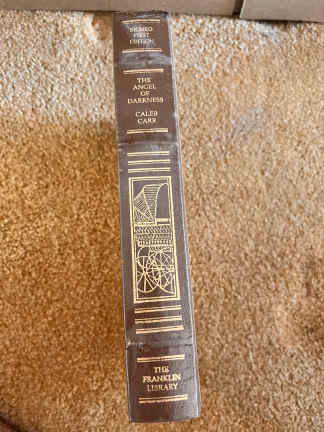 SIGNED
FIRST
EDITION
THE
ANGEL
OF
DARKNESS
CALEB
CARR
THE
FRANKLIN
LIBRARY